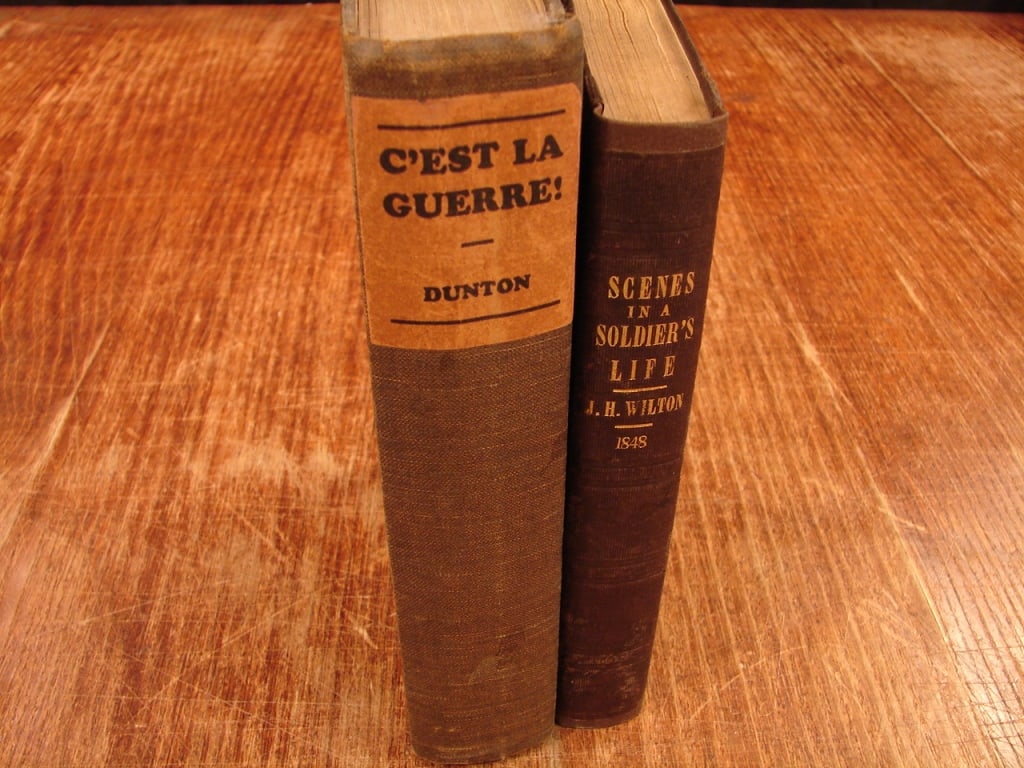 C'EST LA
GUERRE!
DUNTON
SCENES
IN A
SOLDIER'S
LIFE
J. H. WILTON
1848